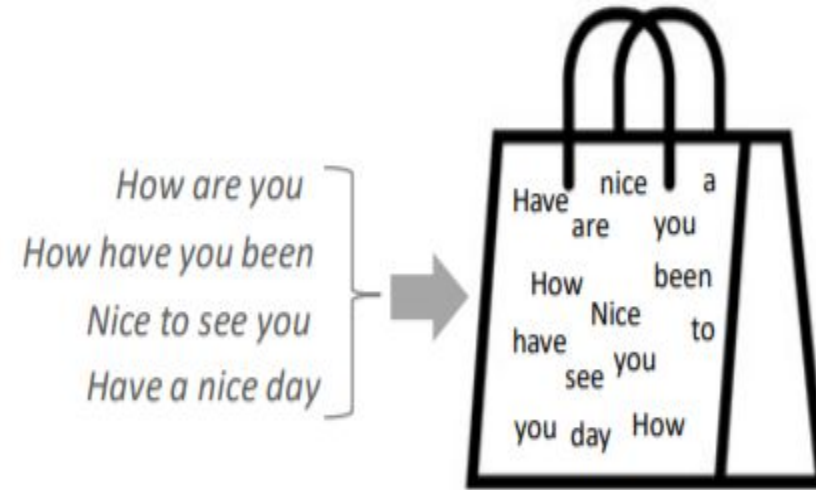 How are you
How have you been
Nice to see you
Have a nice day
Have nice a
are you
How been
Nice to
have you
see
you day How